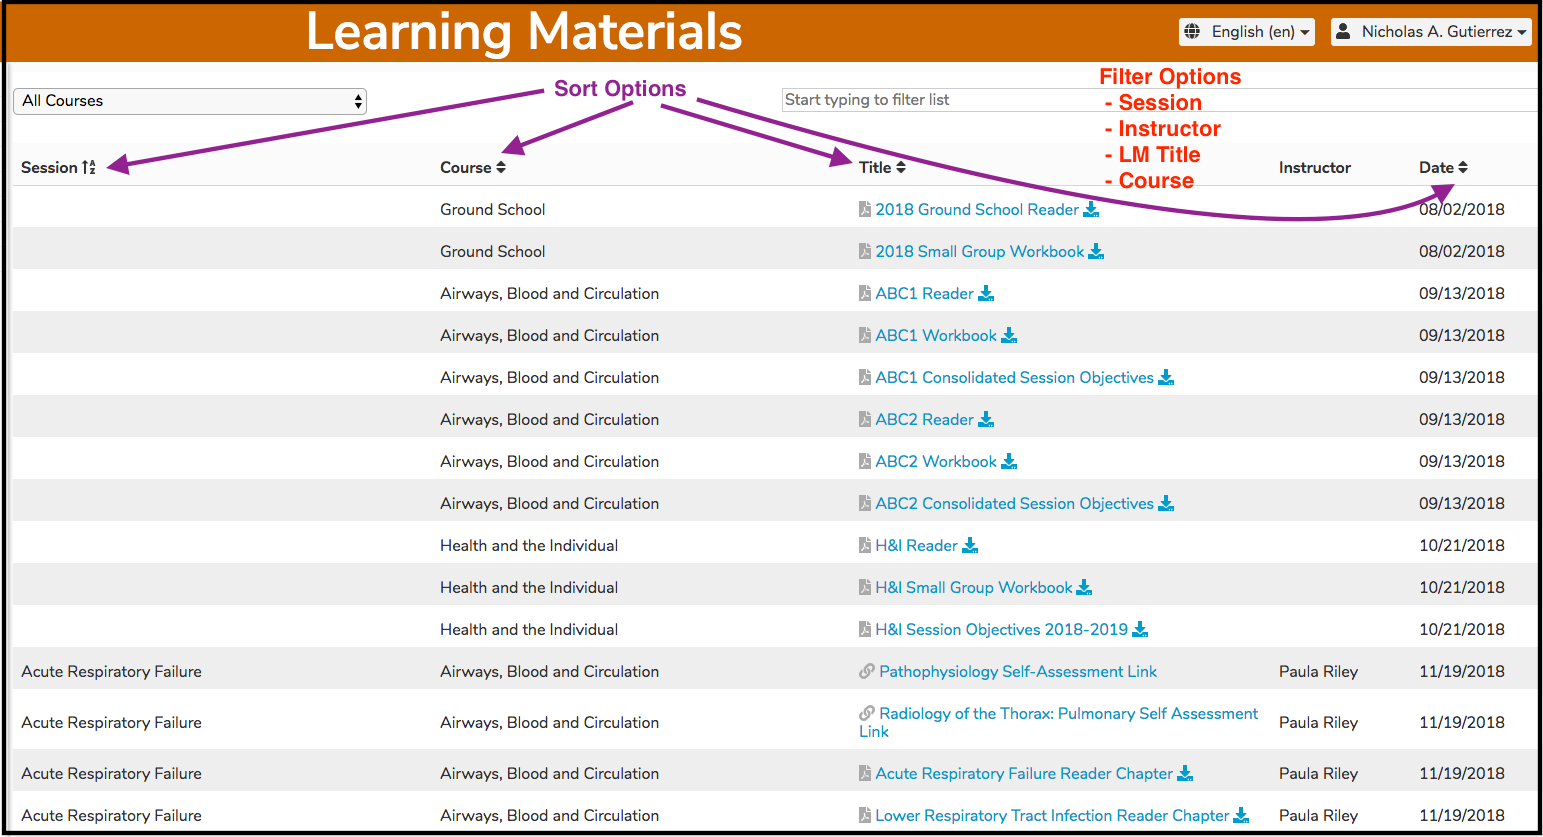 Learning Materials
English (en)
Nicholas A. Gutierrez
All Courses
Sort Options
Start typing to filter list
Filter Options
- Session
- Instructor
- LM Title
- Course
Session Course Title Instructor Date
Ground School 2018 Ground School Reader 08/02/2018
Ground School 2018 Small Group Workbook 08/02/2018
Airways, Blood and Circulation ABC1 Reader 09/13/2018
Airways, Blood and Circulation ABC1 Workbook 09/13/2018
Airways, Blood and Circulation ABC1 Consolidated Session Objectives 09/13/2018
Airways, Blood and Circulation ABC2 Reader 09/13/2018
Airways, Blood and Circulation ABC2 Workbook 09/13/2018
Airways, Blood and Circulation ABC2 Consolidated Session Objectives 09/13/2018
Health and the Individual H&I Reader 10/21/2018
Health and the Individual H&I Small Group Workbook 10/21/2018
Health and the Individual H&I Session Objectives 2018-2019 10/21/2018
Acute Respiratory Failure Airways, Blood and Circulation Pathophysiology Self-Assessment Link Paula Riley 11/19/2018
Acute Respiratory Failure Airways, Blood and Circulation Radiology of the Thorax: Pulmonary Self Assessment Paula Riley 11/19/2018
Link
Acute Respiratory Failure Airways, Blood and Circulation Acute Respiratory Failure Reader Chapter Paula Riley 11/19/2018
Acute Respiratory Failure Airways, Blood and Circulation Lower Respiratory Tract Infection Reader Chapter Paula Riley 11/19/2018